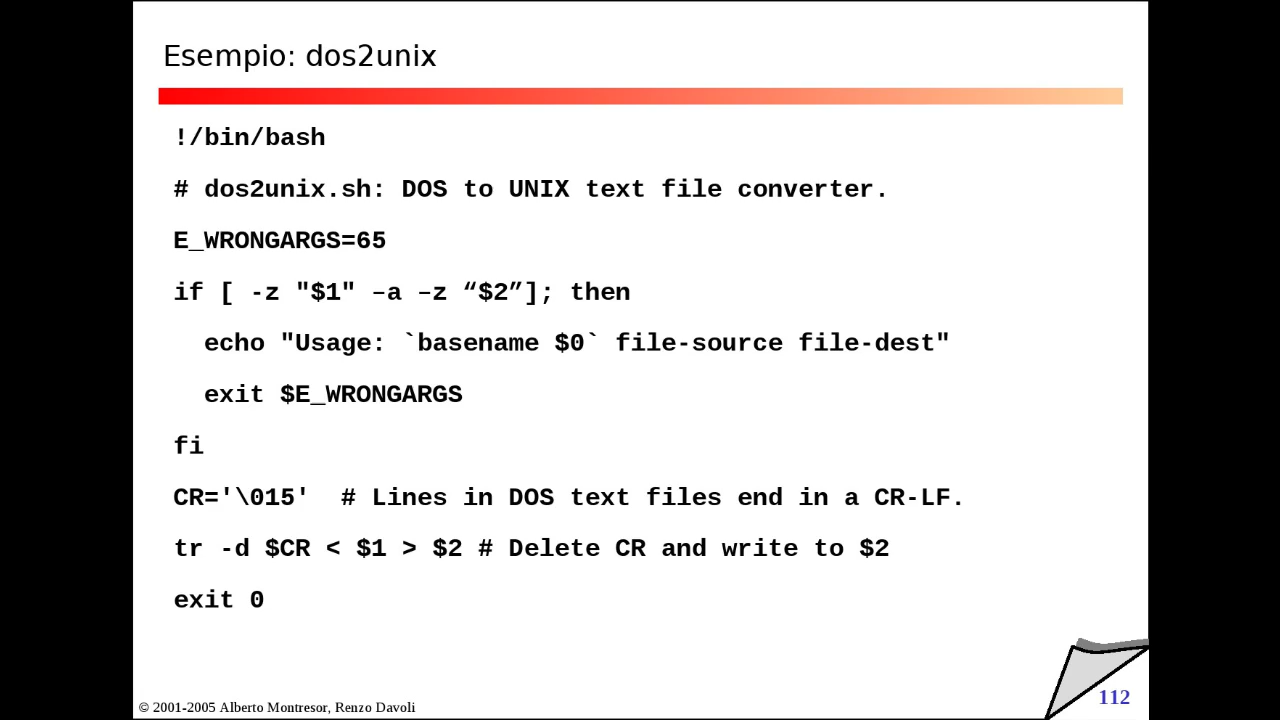 Esempio: dos2unix
!/bin/bash
# dos2unix.sh: DOS to UNIX text file converter.
E_WRONGARGS=65
if [ -z "$1" –a –z “$2”]; then
  echo "Usage: `basename $0` file-source file-dest"
  exit $E_WRONGARGS
fi
CR='\015'  # Lines in DOS text files end in a CR-LF.
tr -d $CR < $1 > $2 # Delete CR and write to $2
exit 0
© 2001-2005 Alberto Montresor, Renzo Davoli
112